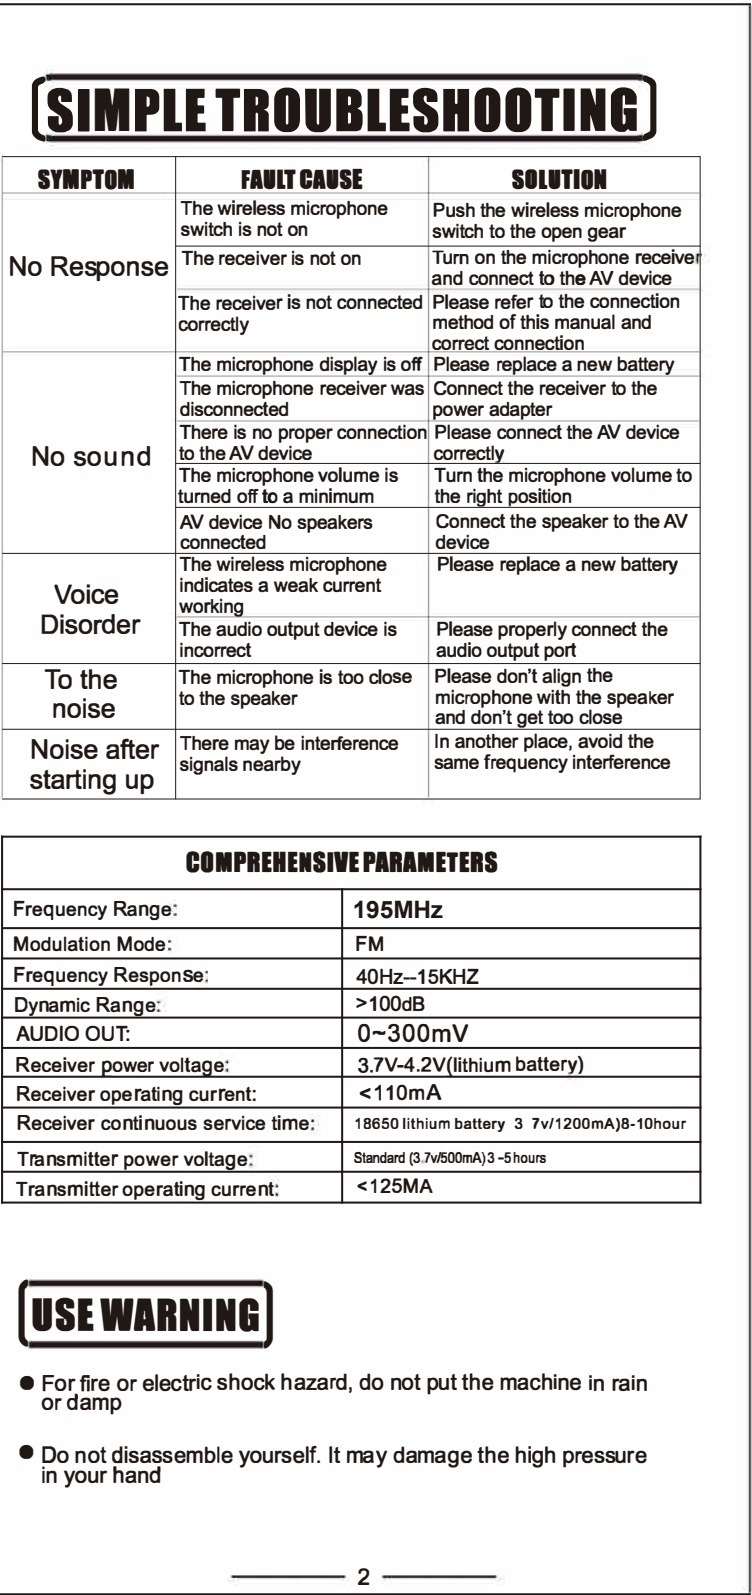 SIMPLE TROUBLESHOOTING
SYMPTOM FAULT CAUSE SOLUTION
No Response
The wireless microphone
switch is not on
Push the wireless microphone
switch to the open gear
The receiver is not on
Turn on the microphone receiver
and connect to the AV device
The receiver is not connected
correctly
Please refer to the connection
method of this manual and
correct connection
No sound
The microphone display is off
Please replace a new battery
The microphone receiver was
disconnected
Connect the receiver to the
power adapter
There is no proper connection
to the AV device
Please connect the AV device
correctly
The microphone volume is
turned off to a minimum
Turn the microphone volume to
the right position
AV device No speakers
connected
Connect the speaker to the AV
device
Voice
Disorder
The wireless microphone
indicates a weak current
working
Please replace a new battery
The audio output device is
incorrect
Please properly connect the
audio output port
To the
noise
The microphone is too close
to the speaker
Please don't align the
microphone with the speaker
and don't get too close
Noise after
starting up
There may be interference
signals nearby
In another place, avoid the
same frequency interference
COMPREHENSIVE PARAMETERS
Frequency Range: 195MHz
Modulation Mode: FM
Frequency Response: 40Hz--15KHZ
Dynamic Range: >100dB
AUDIO OUT: 0~300mV
Receiver power voltage: 3.7V-4.2V(lithium battery)
Receiver operating current: <110mA
Receiver continuous service time: 18650 lithium battery 3 7v/1200mA)8-10hour
Transmitter power voltage: Standard (3.7v/500mA) 3 -5 hours
Transmitter operating current: <125MA
USE WARNING
● For fire or electric shock hazard, do not put the machine in rain
or damp
● Do not disassemble yourself. It may damage the high pressure
in your hand
2